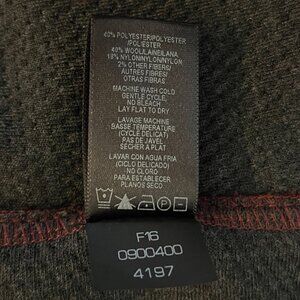 40% POLYESTER/POLYESTER
/POLIESTER
40% WOOL/LAINE/LANA
18% NYLON/NYLON/NYLON
2% OTHER FIBERS/
AUTRES FIBRES/
OTRAS FIBRAS
MACHINE WASH COLD
GENTLE CYCLE,
NO BLEACH
LAY FLAT TO DRY
LAVAGE MACHINE
BASSE TEMPERATURE
(CYCLE DELICAT)
PAS DE JAVEL
SECHER A PLAT
LAVAR CON AGUA FRIA
(CICLO DELICADO)
NO CLORO
PARA ESTABLECER
PLANOS SECO
F16
0900400
4197